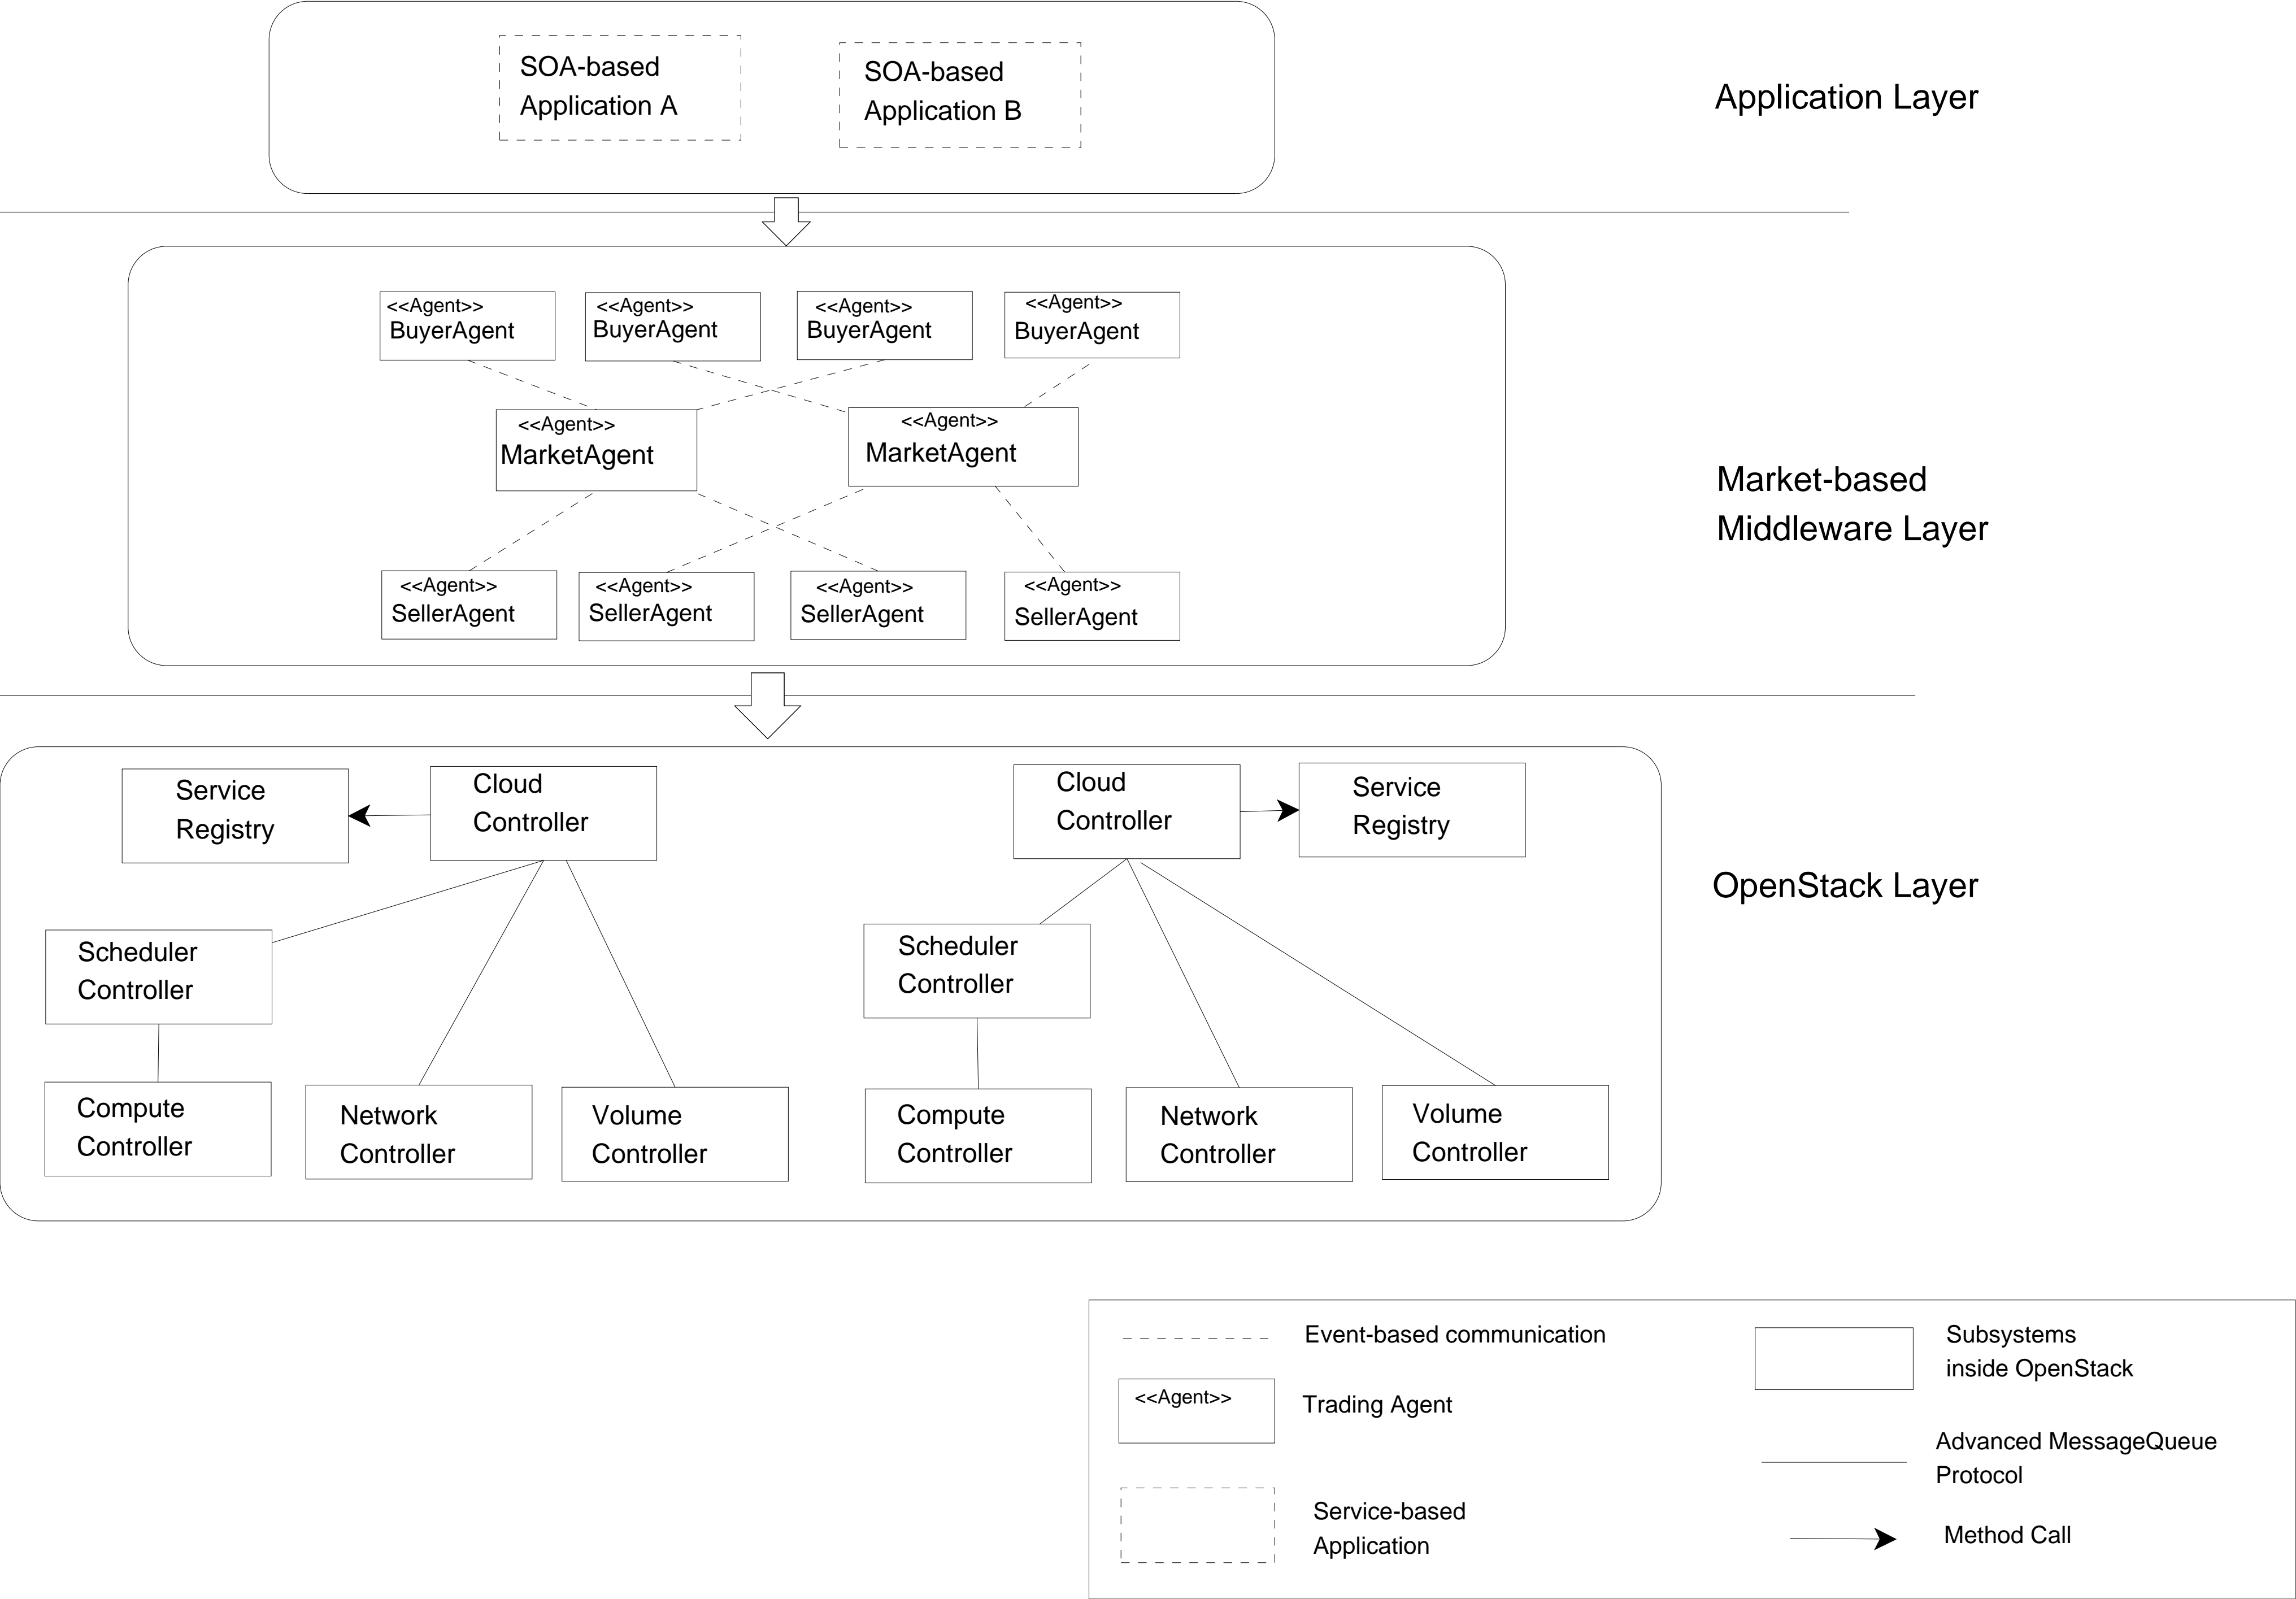 SOA-based
Application A
SOA-based
Application B
Application Layer
<<Agent>>
BuyerAgent
<<Agent>>
BuyerAgent
<<Agent>>
BuyerAgent
<<Agent>>
BuyerAgent
<<Agent>>
MarketAgent
<<Agent>>
MarketAgent
Market-based
Middleware Layer
<<Agent>>
SellerAgent
<<Agent>>
SellerAgent
<<Agent>>
SellerAgent
<<Agent>>
SellerAgent
Service
Registry
Cloud
Controller
Cloud
Controller
Service
Registry
OpenStack Layer
Scheduler
Controller
Scheduler
Controller
Compute
Controller
Network
Controller
Volume
Controller
Compute
Controller
Network
Controller
Volume
Controller
Event-based communication
<<Agent>>
Trading Agent
Service-based
Application
Subsystems
inside OpenStack
Advanced MessageQueue
Protocol
Method Call